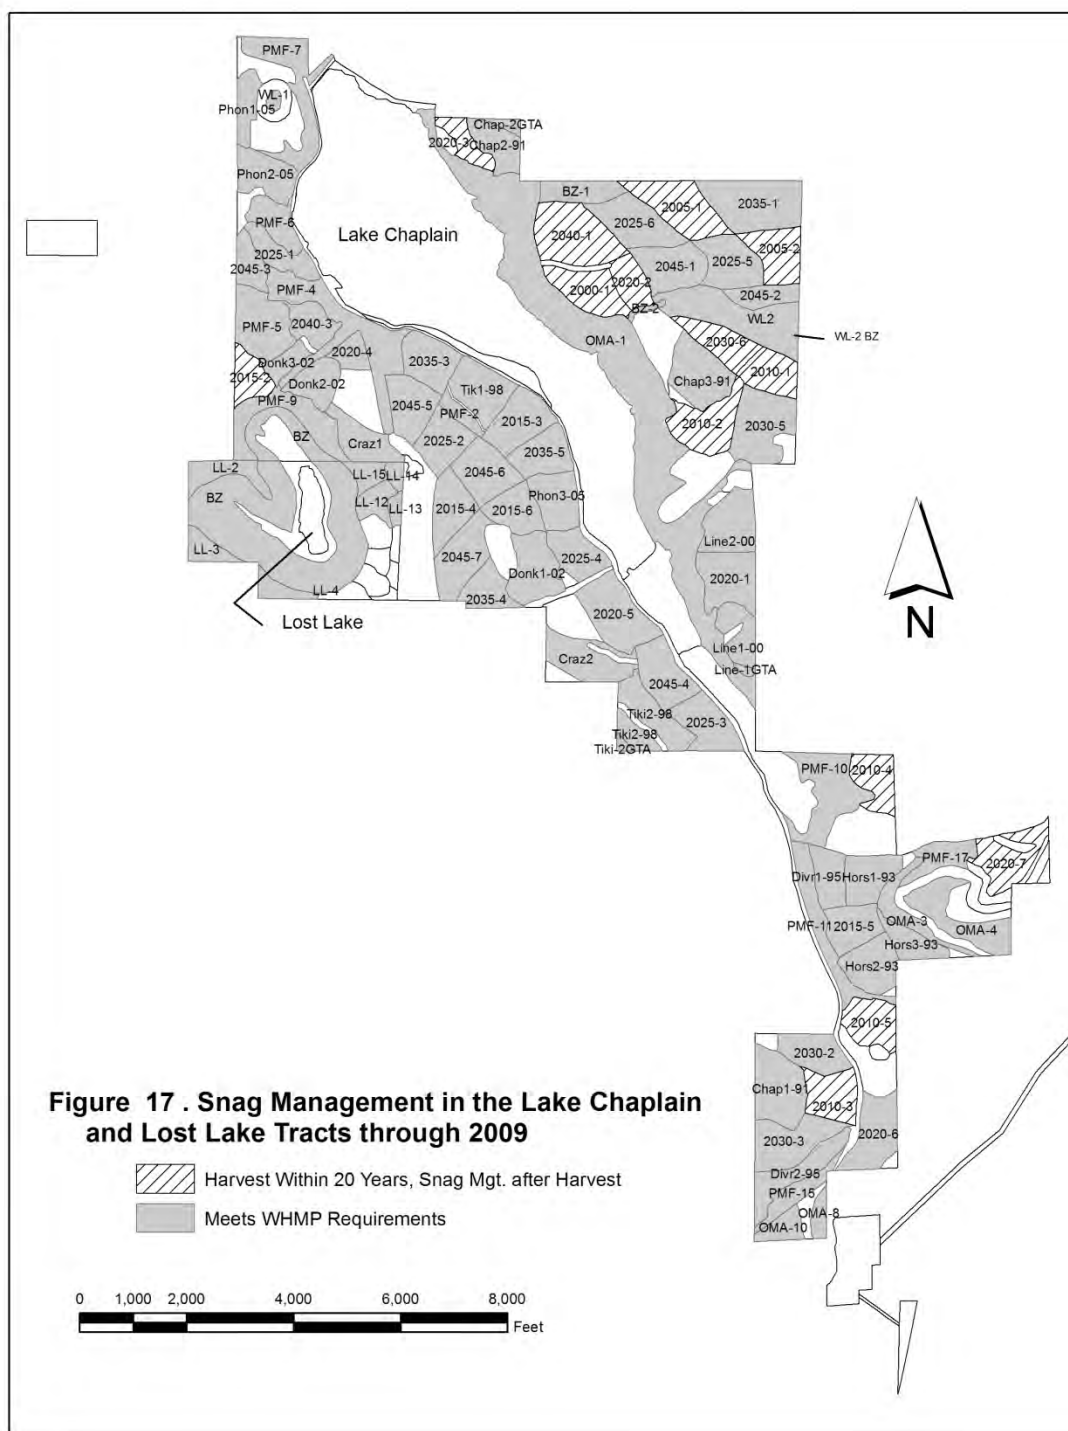 PMF-7
WL-1
Phon1-05
Chap-2GTA
2020-3
Chap2-91
Phon2-05
BZ-1
2005-1
2035-1
PMF-6
2025-6
Lake Chaplain
2040-1
2005-2
2025-1
2045-3
2045-1
2025-5
PMF-4
2020-2
2000-1
2045-2
BZ-2
WL2
PMF-5
2040-3
OMA-1
2030-6
WL-2 BZ
2020-4
Donk3-02
2035-3
2015-2
Donk2-02
Tik1-98
2010-1
Chap3-91
PMF-9
2045-5
PMF-2
2015-3
2010-2
2030-5
BZ
Craz1
2025-2
2035-5
LL-2
LL-15
LL-14
2045-6
BZ
LL-12
LL-13
2015-4
2015-6
Phon3-05
Line2-00
LL-3
2045-7
2025-4
Donk1-02
2020-1
LL-4
2035-4
Lost Lake
2020-5
N
Line1-00
Craz2
Line-1GTA
2045-4
Tiki2-98
2025-3
Tiki2-98
Tiki-2GTA
PMF-10
2010-4
PMF-17
2020-7
Divr1-95
Hors1-93
PMF-11
2015-5
OMA-3
OMA-4
Hors3-93
Hors2-93
2010-5
2030-2
Chap1-91
2010-3
2030-3
2020-6
Divr2-95
PMF-15
OMA-8
OMA-10
Figure 17 . Snag Management in the Lake Chaplain
and Lost Lake Tracts through 2009
Harvest Within 20 Years, Snag Mgt. after Harvest
Meets WHMP Requirements
0 1,000 2,000 4,000 6,000 8,000
Feet